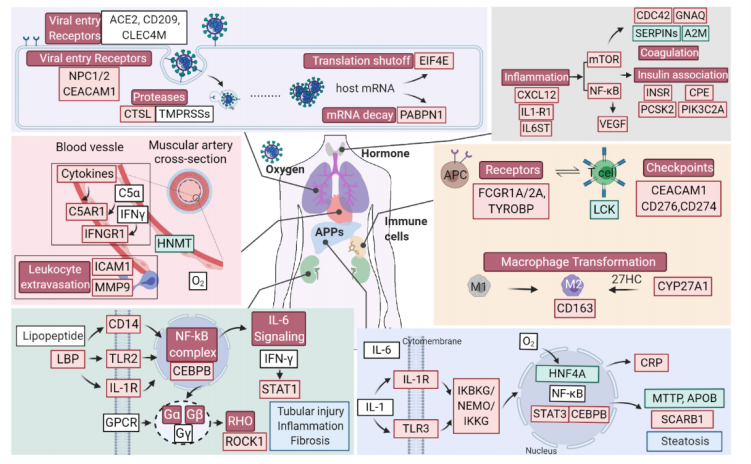 Viral entry
Receptors
ACE2, CD209,
CLEC4M
Viral entry Receptors
NPC1/2
CEACAM1
Proteases
CTSL TMPRSSs
Translation shutoff EIF4E
host mRNA
mRNA decay PABPN1
CDC42 GNAQ
SERPINs A2M
mTOR
Coagulation
Inflammation
Insulin association
CXCL12
NF-κB
INSR CPE
IL1-R1
PCSK2 PIK3C2A
IL6ST
VEGF
Blood vessle
Muscular artery
cross-section
Cytokines
C5α
C5AR1
IFNγ
IFNGR1
HNMT
Leukocyte
extravasation
ICAM1
MMP9
O2
Oxygen
Hormone
Immune
cells
APPs
APC
Receptors
FCGR1A/2A,
TYROBP
T cell
LCK
Checkpoints
CEACAM1
CD276,CD274
Macrophage Transformation
M1
M2
27HC
CYP27A1
CD163
Lipopeptide
CD14
LBP
TLR2
IL-1R
NF-kB
complex
CEBPB
IL-6
Signaling
IFN-γ
STAT1
GPCR
Gα Gβ
Gγ
RHO
ROCK1
Tubular injury
Inflammation
Fibrosis
IL-6
Cytomembrane
IL-1R
IL-1
TLR3
IKBKG/
NEMO/
IKKG
O2
HNF4A
NF-κB
STAT3 CEBPB
Nucleus
CRP
MTTP, APOB
SCARB1
Steatosis